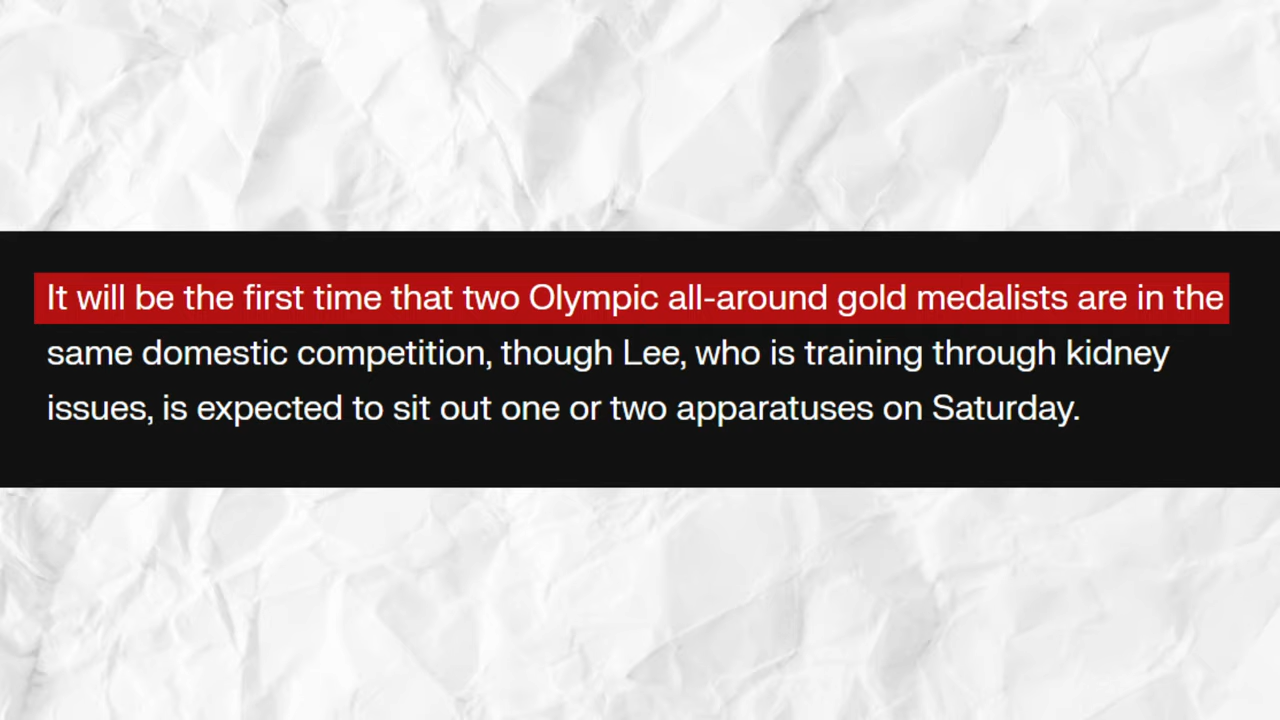 It will be the first time that two Olympic all-around gold medalists are in the
same domestic competition, though Lee, who is training through kidney
issues, is expected to sit out one or two apparatuses on Saturday.